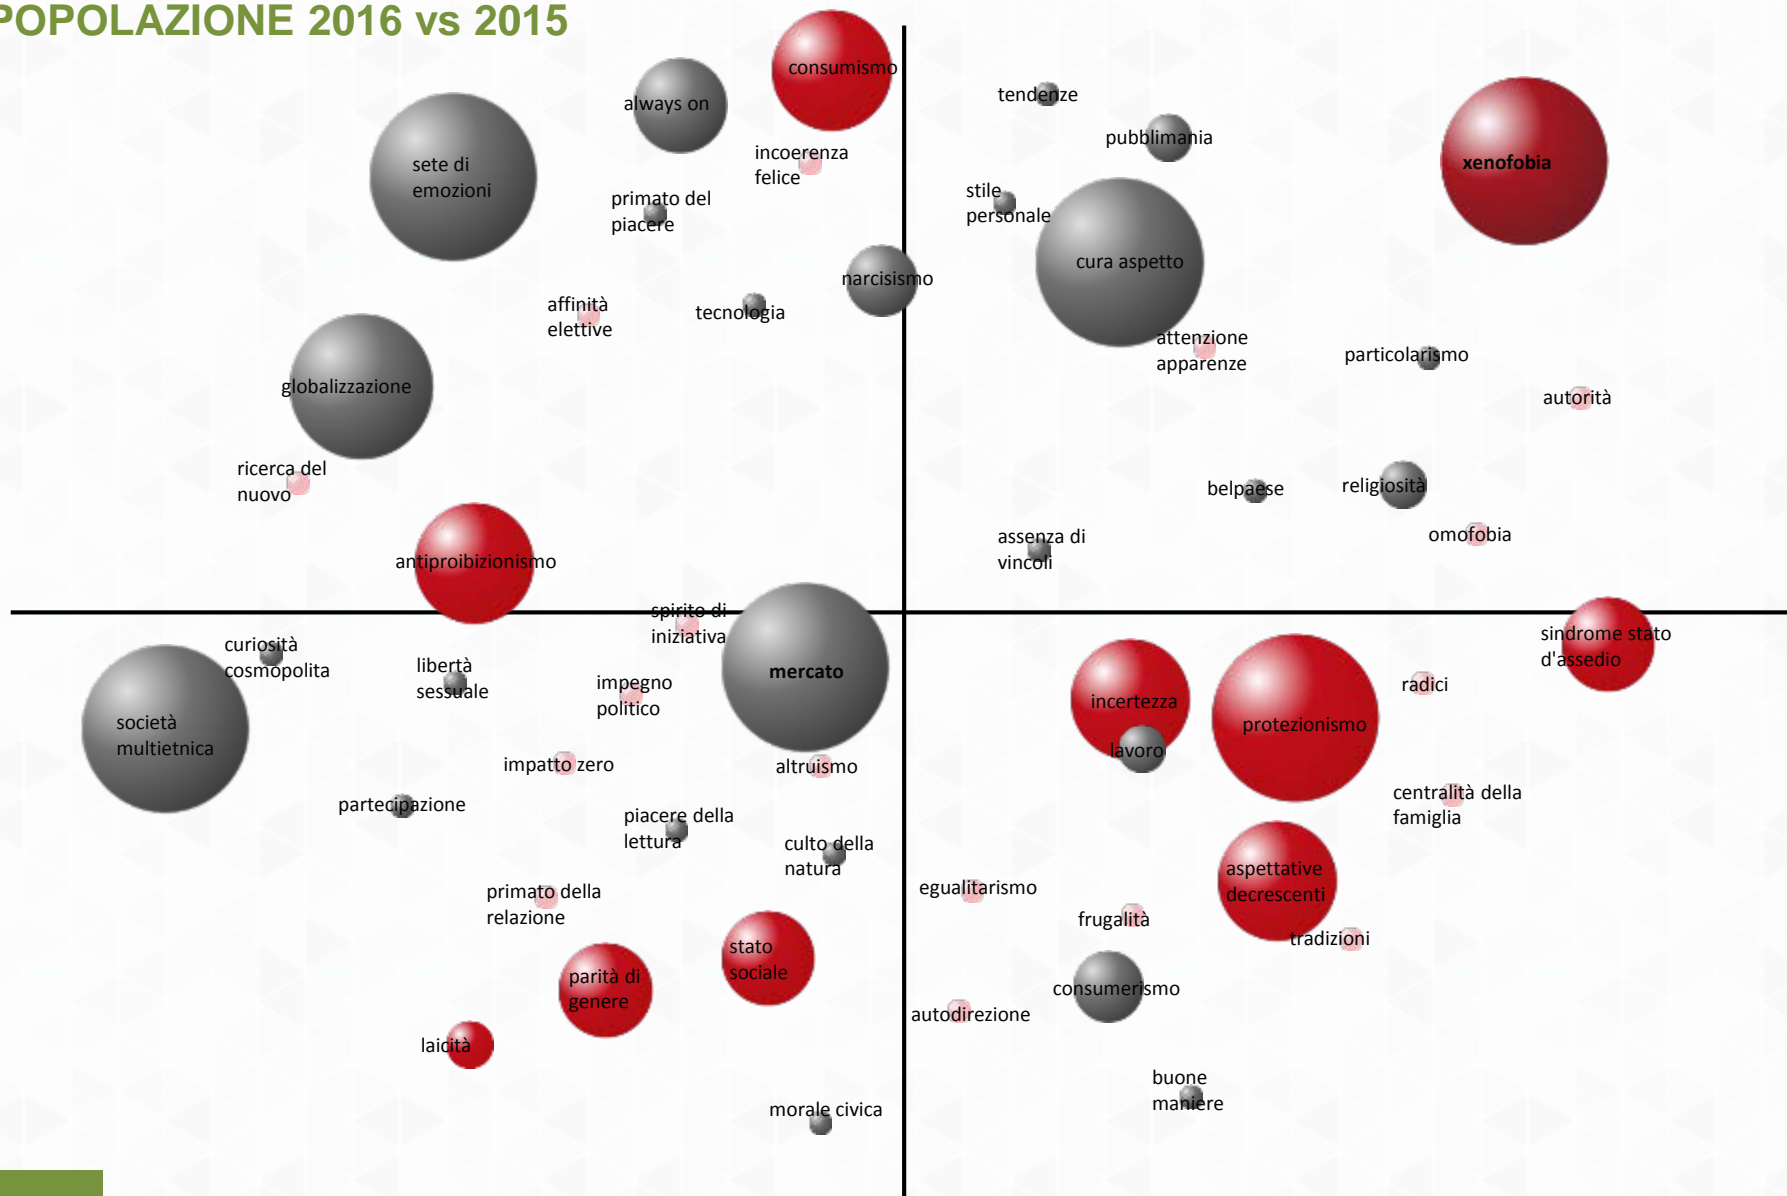 POPOLAZIONE 2016 vs 2015
consumismo
always on
sete di
emozioni
incoerenza
felice
primato del
piacere
narcisismo
affinità
elettive
tecnologia
globalizzazione
ricerca del
nuovo
antiproibizionismo
tendenze
pubblimania
xenofobia
stile
personale
cura aspetto
attenzione
apparenze
particolarismo
autorità
belpaese
religiosità
omofobia
assenza di
vincoli
spirito di
iniziativa
curiosità
cosmopolita
libertà
sessuale
impegno
politico
mercato
società
multietnica
impatto zero
altruismo
partecipazione
piacere della
lettura
culto della
natura
primato della
relazione
stato
sociale
parità di
genere
laicità
morale civica
sindrome stato
d'assedio
radici
incertezza
protezionismo
lavoro
centralità della
famiglia
aspettative
decrescenti
egualitarismo
frugalità
tradizioni
consumerismo
autodirezione
buone
maniere